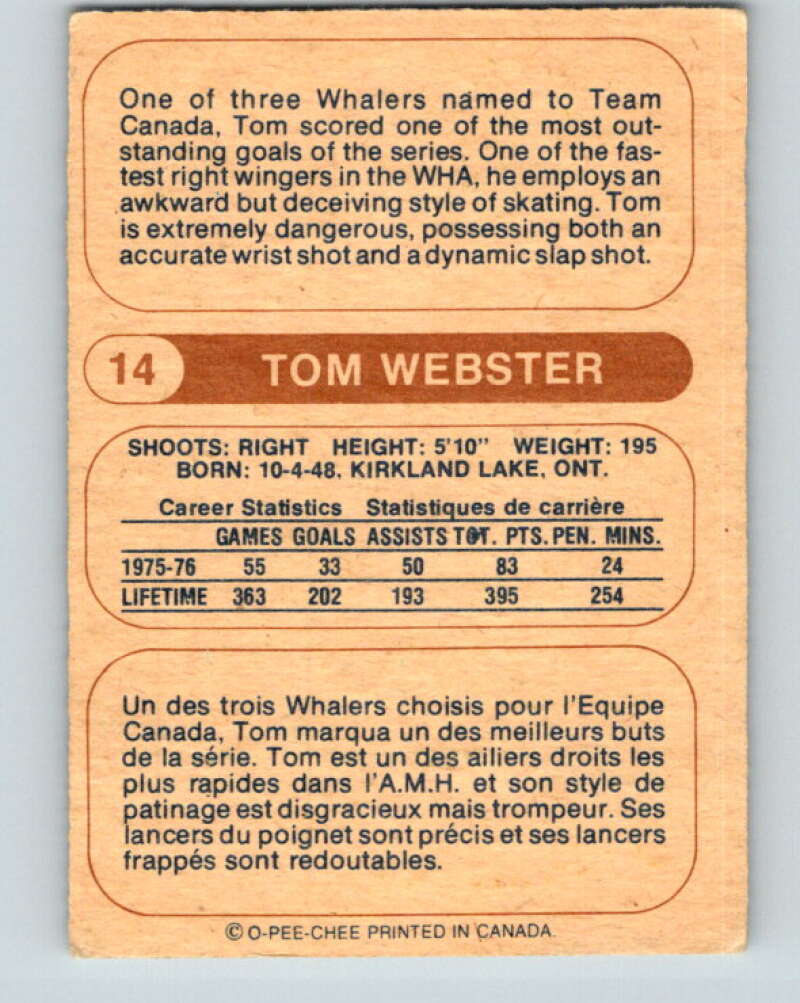 One of three Whalers named to Team
Canada, Tom scored one of the most out-
standing goals of the series. One of the fas-
test right wingers in the WHA, he employs an
awkward but deceiving style of skating. Tom
is extremely dangerous, possessing both an
accurate wrist shot and a dynamic slap shot.
14 TOM WEBSTER
SHOOTS: RIGHT HEIGHT: 5'10" WEIGHT: 195
BORN: 10-4-48, KIRKLAND LAKE, ONT.
Career Statistics Statistiques de carrière
GAMES GOALS ASSISTS TOT. PTS. PEN. MINS.
1975-76 55 33 50 83 24
LIFETIME 363 202 193 395 254
Un des trois Whalers choisis pour l'Equipe
Canada, Tom marqua un des meilleurs buts
de la série. Tom est un des ailiers droits les
plus rapides dans l'A.M.H. et son style de
patinage est disgracieux mais trompeur. Ses
lancers du poignet sont précis et ses lancers
frappés sont redoutables.
© O-PEE-CHEE PRINTED IN CANADA.